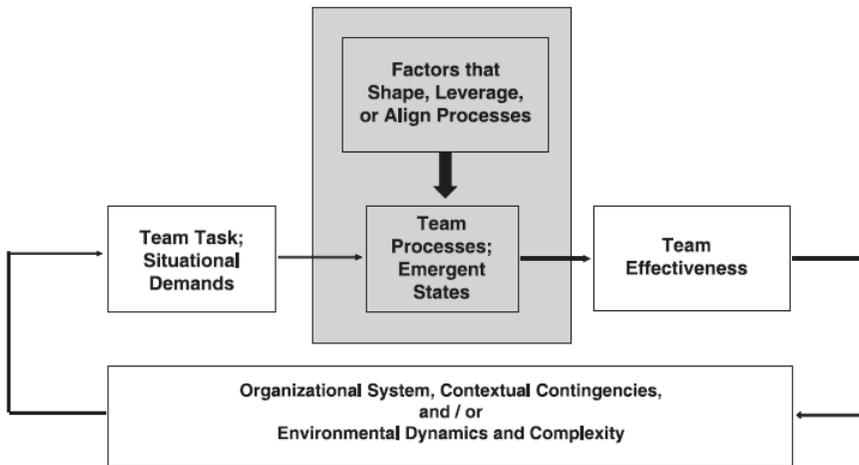 Factors that
Shape, Leverage,
or Align Processes
Team Task;
Situational
Demands
Team
Processes;
Emergent
States
Team
Effectiveness
Organizational System, Contextual Contingencies,
and / or
Environmental Dynamics and Complexity